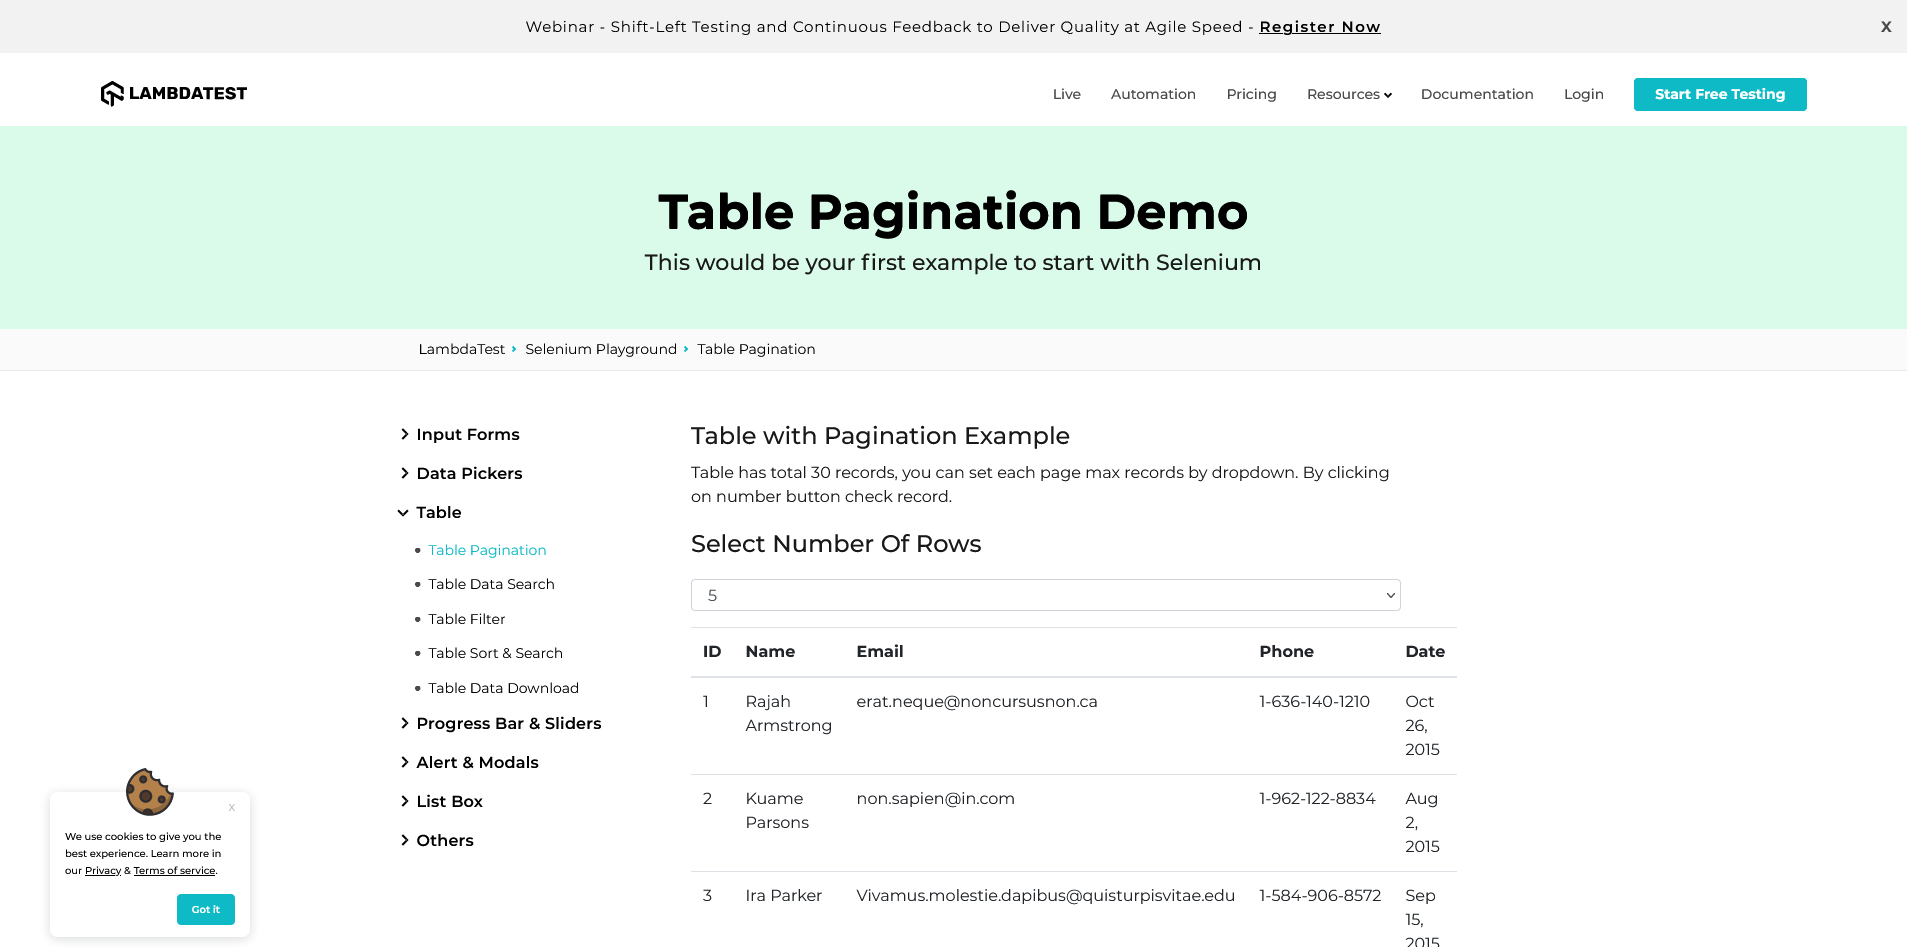 Webinar - Shift-Left Testing and Continuous Feedback to Deliver Quality at Agile Speed - Register Now
X
LAMBDATEST
Live Automation Pricing Resources Documentation Login Start Free Testing
Table Pagination Demo
This would be your first example to start with Selenium
LambdaTest Selenium Playground Table Pagination
Input Forms
Data Pickers
Table
Table Pagination
Table Data Search
Table Filter
Table Sort & Search
Table Data Download
Progress Bar & Sliders
Alert & Modals
List Box
Others
Table with Pagination Example
Table has total 30 records, you can set each page max records by dropdown. By clicking
on number button check record.
Select Number Of Rows
5
ID Name Email Phone Date
1 Rajah erat.neque@noncursusnon.ca 1-636-140-1210 Oct
Armstrong 26,
2015
2 Kuame non.sapien@in.com 1-962-122-8834 Aug
Parsons 2,
2015
3 Ira Parker Vivamus.molestie.dapibus@quisturpisvitae.edu 1-584-906-8572 Sep
15,
2015
x
We use cookies to give you the
best experience. Learn more in
our Privacy & Terms of service.
Got it